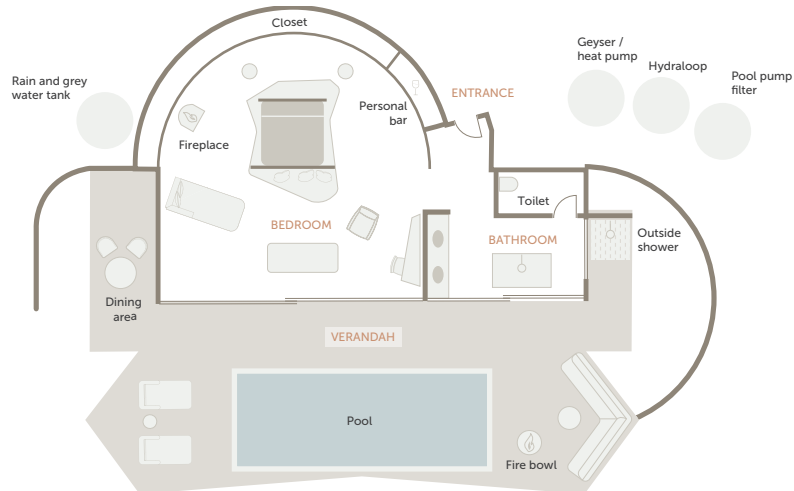 Closet
Geyser /
heat pump
Hydraloop
Pool pump
filter
Rain and grey
water tank
ENTRANCE
Personal
bar
Fireplace
Toilet
BEDROOM
BATHROOM
Outside
shower
Dining
area
VERANDAH
Pool
Fire bowl